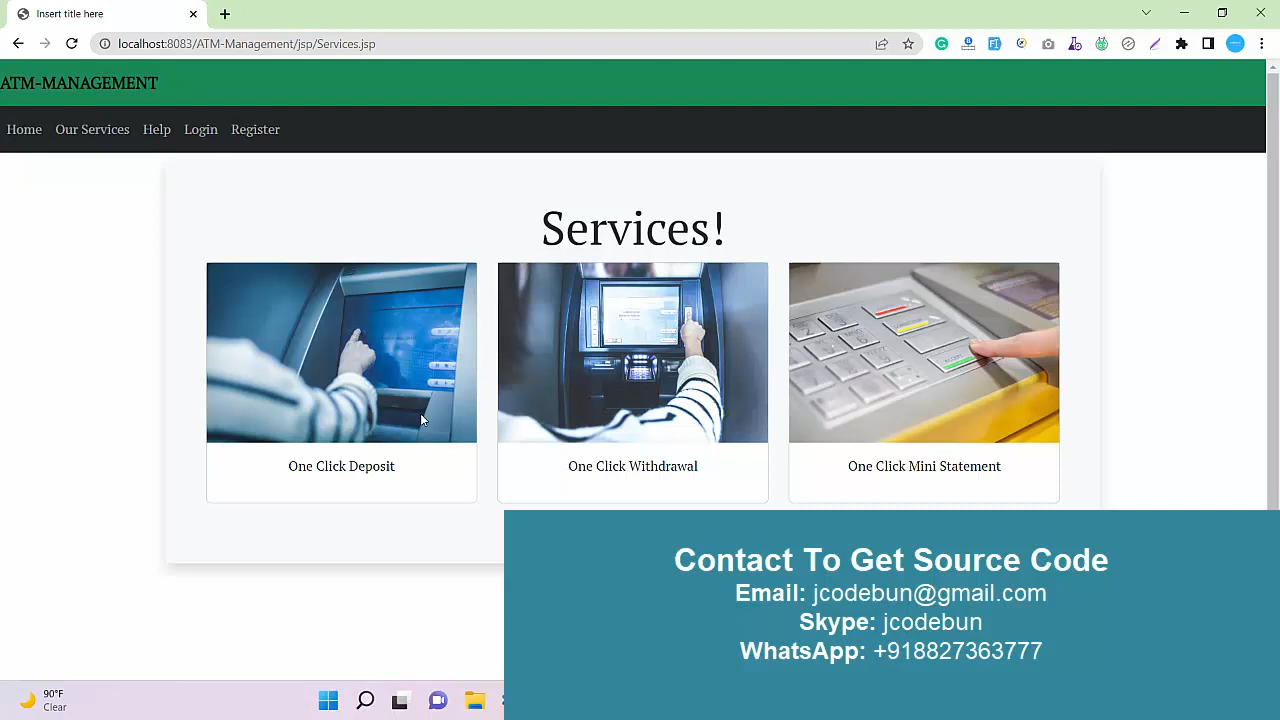 Insert title here
localhost:8083/ATM-Management/jsp/Services.jsp
ATM-MANAGEMENT
Home Our Services Help Login Register
Services!
One Click Deposit
One Click Withdrawal
One Click Mini Statement
Contact To Get Source Code
Email: jcodebun@gmail.com
Skype: jcodebun
WhatsApp: +918827363777
90°F
Clear